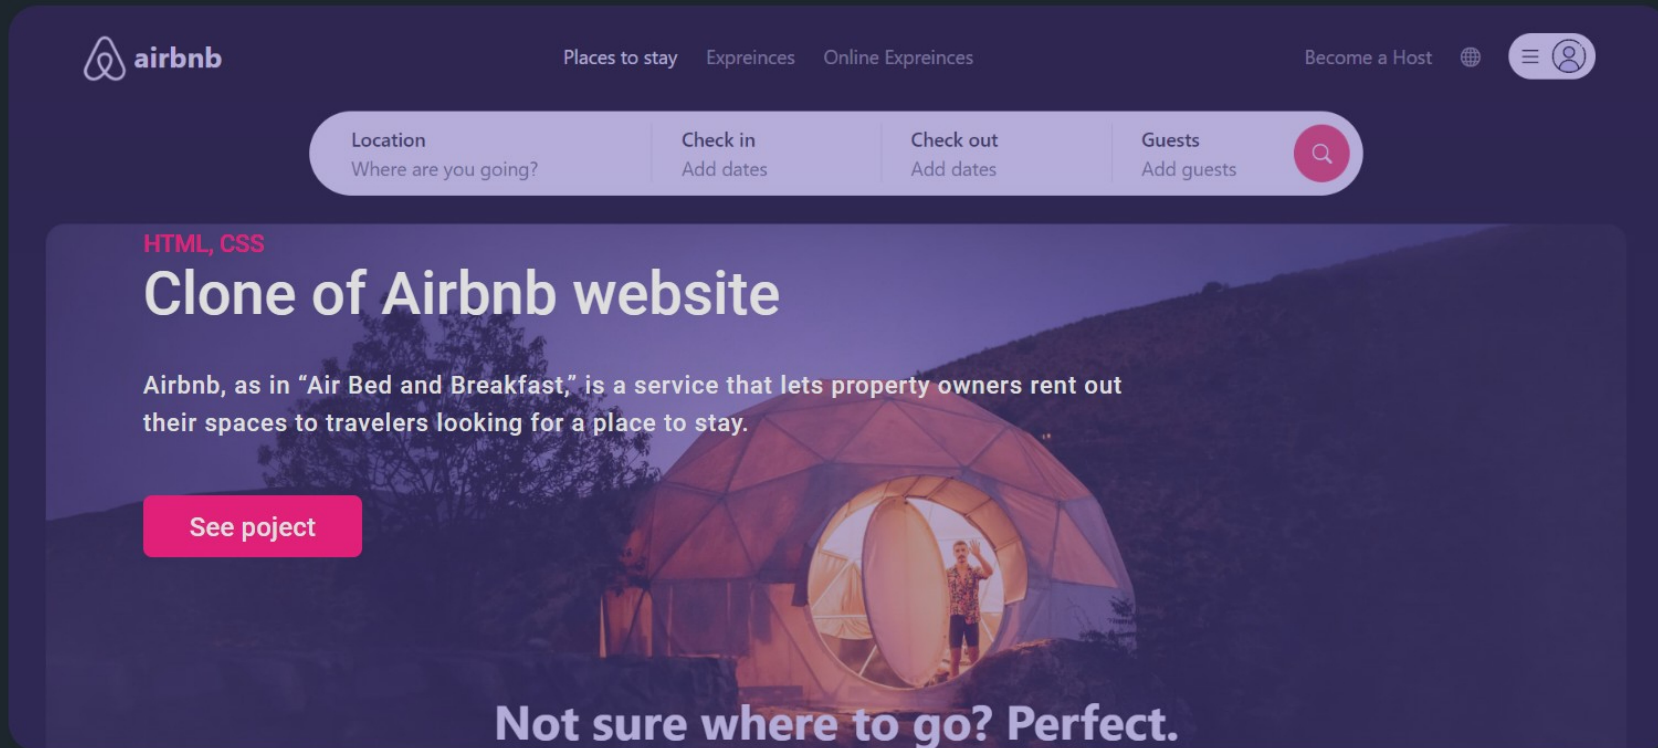 airbnb
Places to stay Expreinces Online Expreinces
Become a Host
Location Check in Check out Guests
Where are you going? Add dates Add dates Add guests
HTML, CSS
Clone of Airbnb website
Airbnb, as in “Air Bed and Breakfast,” is a service that lets property owners rent out
their spaces to travelers looking for a place to stay.
See poject
Not sure where to go? Perfect.